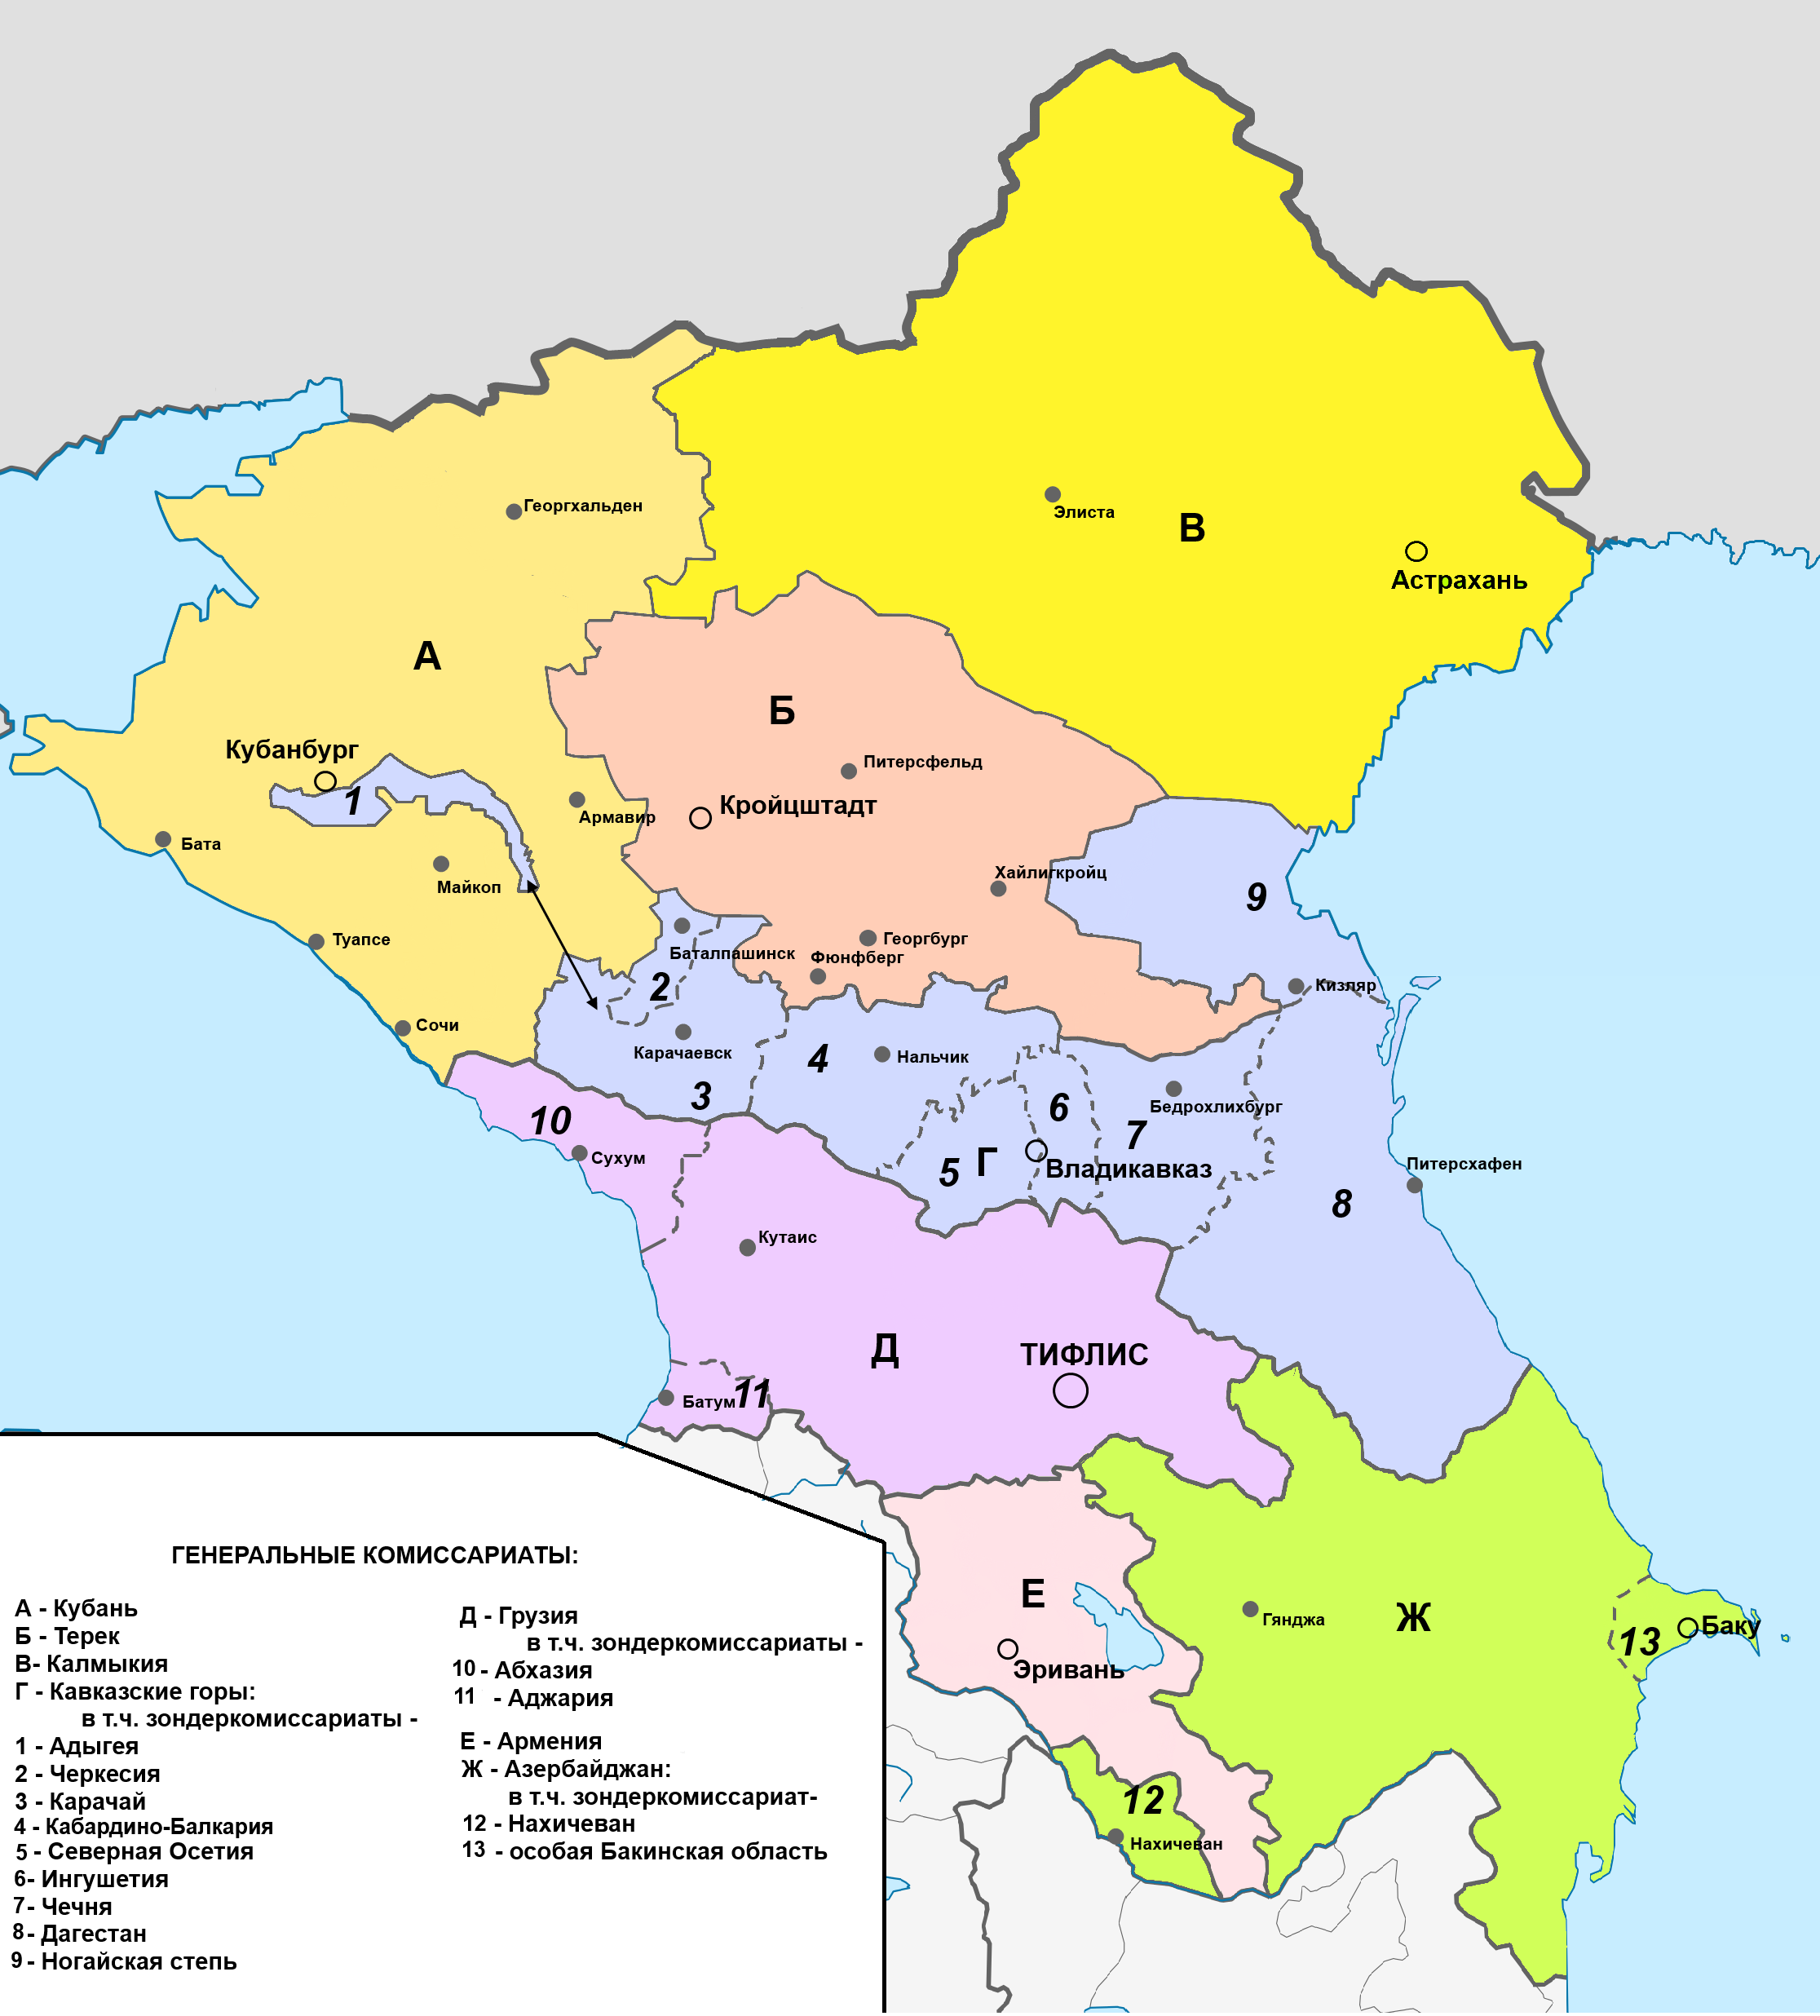 Георгхальден
Элиста
В
Астрахань
А
Б
Кубанбург
1
Питерсфельд
Кройцштадт
Армавир
Бата
Майкоп
Хайлигкройц
9
Туапсе
Баталпашинск
Георгбург
Фюнфберг
2
Кизляр
Сочи
Карачаевск
4
Нальчик
3
10
6
Бедрохлихбург
7
Сухум
5
Г
Владикавказ
Питерсхафен
8
Кутаис
Д
ТИФЛИС
Батум
11
Е
Гянджа
Ж
Баку
13
Эривань
12
Нахичеван
ГЕНЕРАЛЬНЫЕ КОМИССАРИАТЫ:
А - Кубань
Б - Терек
В- Калмыкия
Г - Кавказские горы:
в т.ч. зондеркомиссариаты -
1 - Адыгея
2 - Черкесия
3 - Карачай
4 - Кабардино-Балкария
5 - Северная Осетия
6- Ингушетия
7 - Чечня
8 - Дагестан
9 - Ногайская степь
Д - Грузия
в т.ч. зондеркомиссариаты -
10 - Абхазия
11 - Аджария
Е - Армения
Ж - Азербайджан:
в т.ч. зондеркомиссариат-
12 - Нахичеван
13 - особая Бакинская область